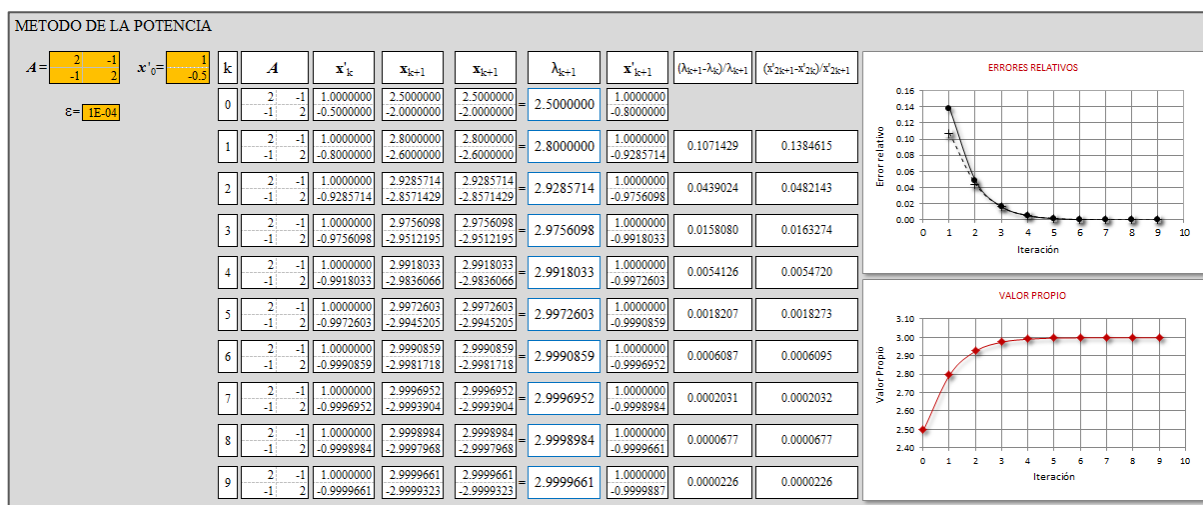 METODO DE LA POTENCIA
A= 2 -1 x'0= 1
-1 2 -0.5
ε= 1E-04
k A x'k xk+1 xk+1 λk+1 x'k+1 (λk+1-λk)/λk+1 (x'2k+1-x'2k)/x'2k+1
0 2 -1 1.0000000 2.5000000 2.5000000 = 2.5000000 1.0000000
-1 2 -0.5000000 -2.0000000 -2.0000000 -0.8000000
1 2 -1 1.0000000 2.8000000 2.8000000 = 2.8000000 1.0000000 0.1071429 0.1384615
-1 2 -0.8000000 -2.6000000 -2.6000000 -0.9285714
2 2 -1 1.0000000 2.9285714 2.9285714 = 2.9285714 1.0000000 0.0439024 0.0482143
-1 2 -0.9285714 -2.8571429 -2.8571429 -0.9756098
3 2 -1 1.0000000 2.9756098 2.9756098 = 2.9756098 1.0000000 0.0158080 0.0163274
-1 2 -0.9756098 -2.9512195 -2.9512195 -0.9918033
4 2 -1 1.0000000 2.9918033 2.9918033 = 2.9918033 1.0000000 0.0054126 0.0054720
-1 2 -0.9918033 -2.9836066 -2.9836066 -0.9972603
5 2 -1 1.0000000 2.9972603 2.9972603 = 2.9972603 1.0000000 0.0018207 0.0018273
-1 2 -0.9972603 -2.9945205 -2.9945205 -0.9990859
6 2 -1 1.0000000 2.9990859 2.9990859 = 2.9990859 1.0000000 0.0006087 0.0006095
-1 2 -0.9990859 -2.9981718 -2.9981718 -0.9996952
7 2 -1 1.0000000 2.9996952 2.9996952 = 2.9996952 1.0000000 0.0002031 0.0002032
-1 2 -0.9996952 -2.9993904 -2.9993904 -0.9998984
8 2 -1 1.0000000 2.9998984 2.9998984 = 2.9998984 1.0000000 0.0000677 0.0000677
-1 2 -0.9998984 -2.9997968 -2.9997968 -0.9999661
9 2 -1 1.0000000 2.9999661 2.9999661 = 2.9999661 1.0000000 0.0000226 0.0000226
-1 2 -0.9999661 -2.9999323 -2.9999323 -0.9999887
ERRORES RELATIVOS
Error relativo
0.16
0.14
0.12
0.10
0.08
0.06
0.04
0.02
0.00
0 1 2 3 4 5 6 7 8 9 10
Iteración
VALOR PROPIO
Valor Propio
3.10
3.00
2.90
2.80
2.70
2.60
2.50
2.40
0 1 2 3 4 5 6 7 8 9 10
Iteración